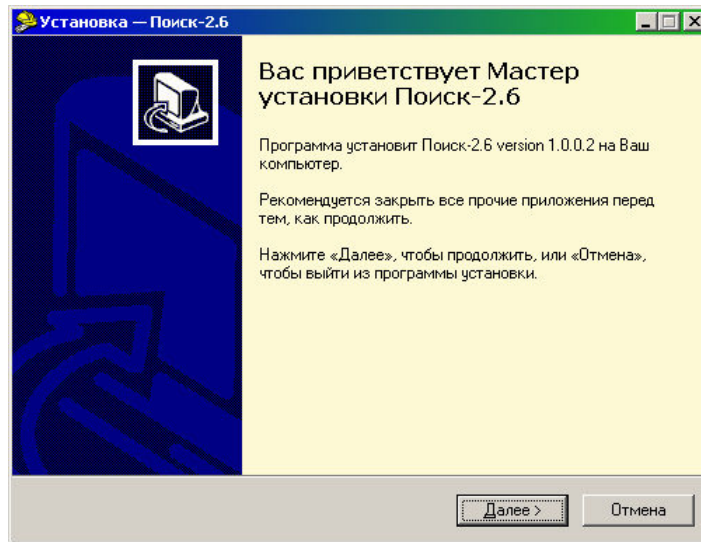 Установка — Поиск-2.6
Вас приветствует Мастер
установки Поиск-2.6
Программа установит Поиск-2.6 version 1.0.0.2 на Ваш
компьютер.
Рекомендуется закрыть все прочие приложения перед
тем, как продолжить.
Нажмите «Далее», чтобы продолжить, или «Отмена»,
чтобы выйти из программы установки.
Далее > Отмена